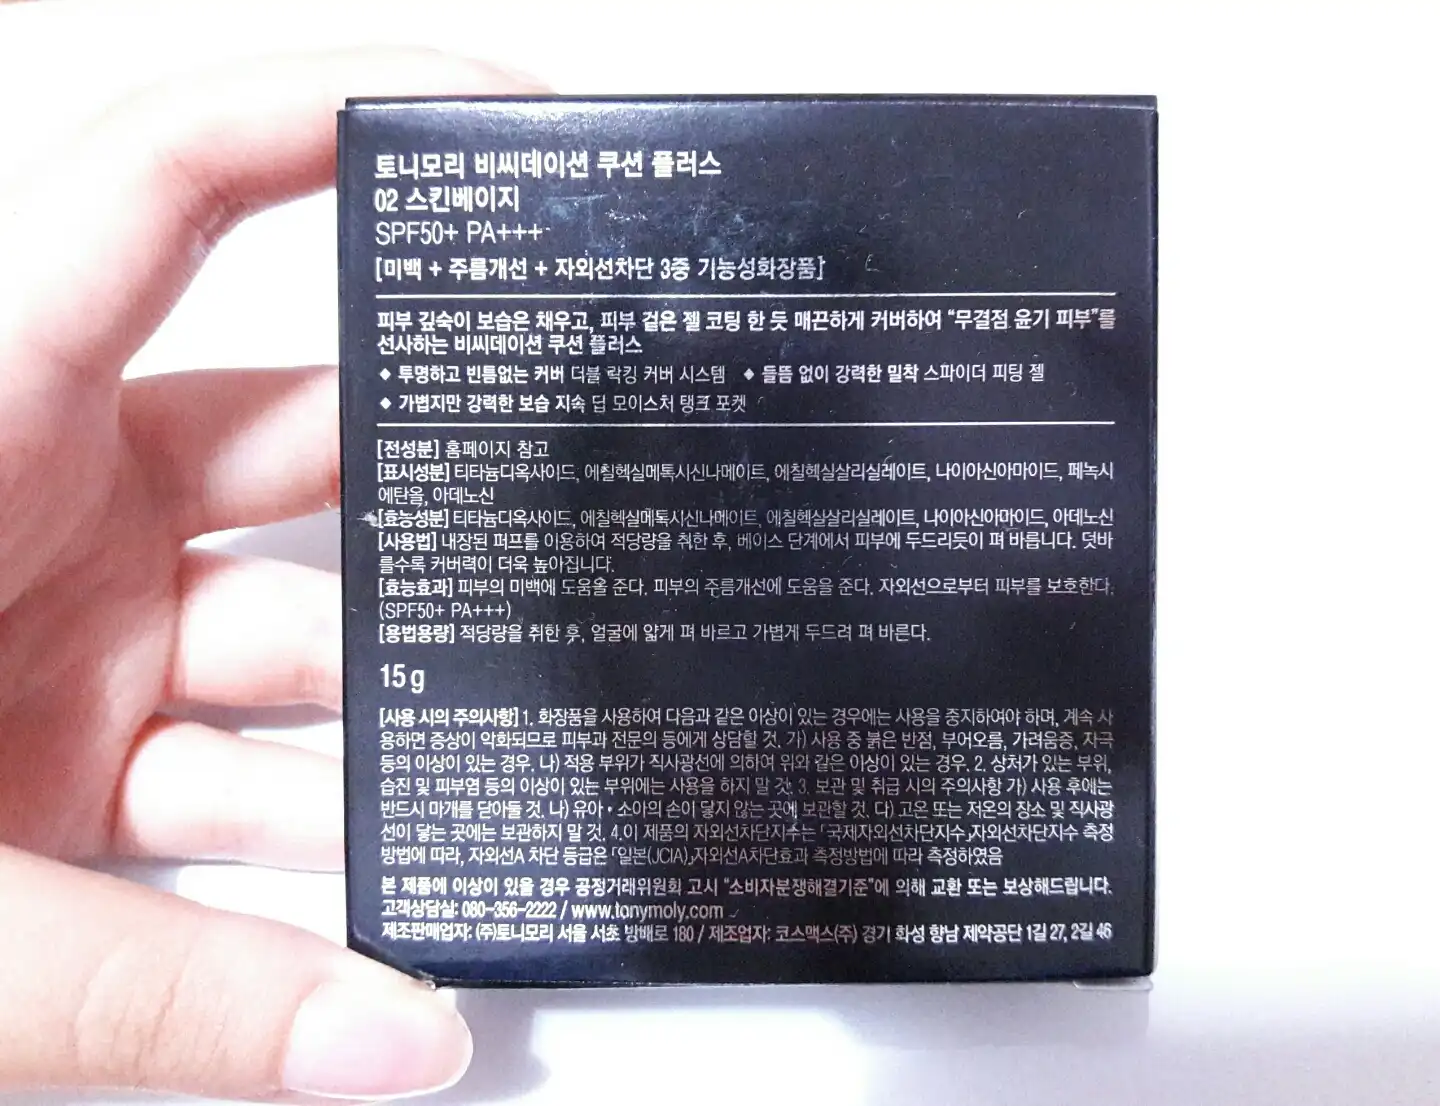 토니모리 비씨데이션 쿠션 플러스
02 스킨베이지
SPF50+ PA+++
[미백 + 주름개선 + 자외선차단 3중 기능성화장품]
피부 깊숙이 보습은 채우고, 피부 겉은 젤 코팅 한 듯 매끈하게 커버하여 “무결점 윤기 피부”를
선사하는 비씨데이션 쿠션 플러스
◆ 투명하고 빈틈없는 커버 더블 락킹 커버 시스템 ◆ 들뜸 없이 강력한 밀착 스파이더 피팅 젤
◆ 가볍지만 강력한 보습 지속 딥 모이스처 탱크 포켓
[전성분] 홈페이지 참고
[표시성분] 티타늄디옥사이드, 에칠헥실메톡시신나메이트, 에칠헥실살리실레이트, 나이아신아마이드, 페녹시
에탄올, 아데노신
[효능성분] 티타늄디옥사이드, 에칠헥실메톡시신나메이트, 에칠헥실살리실레이트, 나이아신아마이드, 아데노신
[사용법] 내장된 퍼프를 이용하여 적당량을 취한 후, 베이스 단계에서 피부에 두드리듯이 펴 바릅니다. 덧바
를수록 커버력이 더욱 높아집니다.
[효능효과] 피부의 미백에 도움을 준다. 피부의 주름개선에 도움을 준다. 자외선으로부터 피부를 보호한다.
(SPF50+ PA+++)
[용법용량] 적당량을 취한 후, 얼굴에 얇게 펴 바르고 가볍게 두드려 펴 바른다.
15g
[사용 시의 주의사항] 1. 화장품을 사용하여 다음과 같은 이상이 있는 경우에는 사용을 중지하여야 하며, 계속 사
용하면 증상이 악화되므로 피부과 전문의 등에게 상담할 것. 가) 사용 중 붉은 반점, 부어오름, 가려움증, 자극
등의 이상이 있는 경우. 나) 적용 부위가 직사광선에 의하여 위와 같은 이상이 있는 경우. 2. 상처가 있는 부위,
습진 및 피부염 등의 이상이 있는 부위에는 사용을 하지 말 것. 3. 보관 및 취급 시의 주의사항 가) 사용 후에는
반드시 마개를 닫아둘 것. 나) 유아·소아의 손이 닿지 않는 곳에 보관할 것. 다) 고온 또는 저온의 장소 및 직사광
선이 닿는 곳에는 보관하지 말 것. 4.이 제품의 자외선차단지수는 「국제자외선차단지수」자외선차단지수 측정
방법에 따라, 자외선A 차단 등급은 「일본(JCIA)」자외선A차단효과 측정방법에 따라 측정하였음
본 제품에 이상이 있을 경우 공정거래위원회 고시 “소비자분쟁해결기준”에 의해 교환 또는 보상해드립니다.
고객상담실: 080-356-2222 / www.tonymoly.com
제조판매업자: (주)토니모리 서울 서초 방배로 180 / 제조업자: 코스맥스(주) 경기 화성 향남 제약공단 1길 27, 2길 46